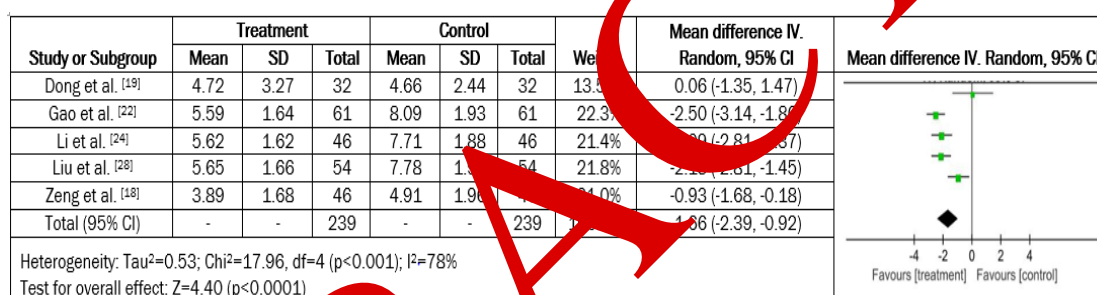 Treatment Control Mean difference IV.
Study or Subgroup Mean SD Total Mean SD Total Random, 95% CI Mean difference IV. Random, 95% CI
Dong et al. [19] 4.72 3.27 32 4.66 2.44 32 0.06 (-1.35, 1.47)
Gao et al. [22] 5.59 1.64 61 8.09 1.93 61 22.3% -2.50 (-3.14,
Li et al. [24] 5.62 1.62 46 7.71 1.88 46 21.4%
Liu et al. [28] 5.65 1.66 54 7.78 54 21.8% -1.45)
Zeng et al. [18] 3.89 1.68 46 4.91 -0.93 (-1.68, -0.18)
Total (95% CI) - - 239 - - 239 (-2.39, -0.92)
-4 -2 0 2 4
Favours [treatment] Favours [control]
Heterogeneity: Tau²=0.53; Chi²=17.96, df=4 (p<0.001); I²=78%
Test for overall effect: Z=4.40 (p<0.0001)